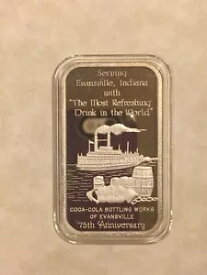 Serving
Evansville, Indiana
with
"The Most Refreshing
Drink in the World"
COCA-COLA BOTTLING WORKS
OF EVANSVILLE
75th Anniversary